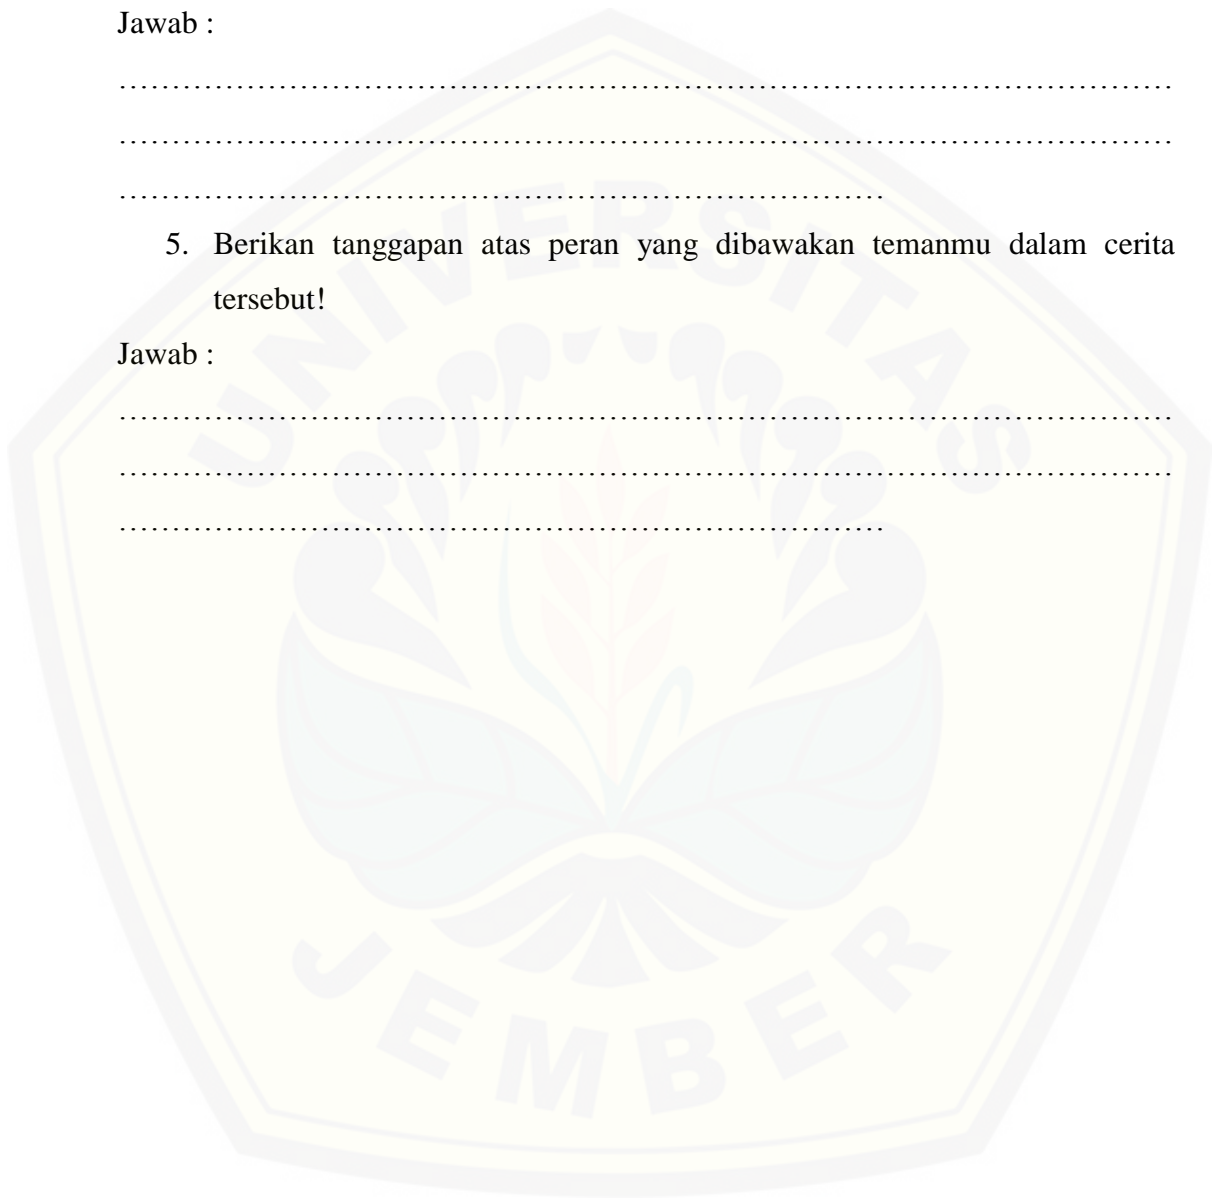 Jawab :
……………………………………………………………………………………
……………………………………………………………………………………
……………………………………………………………
5. Berikan tanggapan atas peran yang dibawakan temanmu dalam cerita
tersebut!
Jawab :
……………………………………………………………………………………
……………………………………………………………………………………
……………………………………………………………
UNIVERSITAS
JEMBER